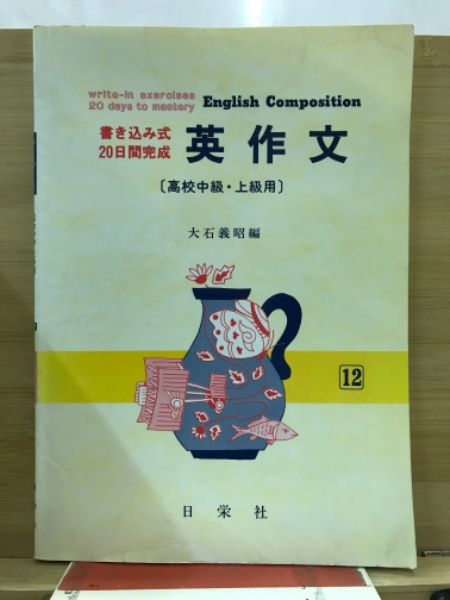 write-in exercises
20 days to mastery
English Composition
書き込み式
20日間完成
英作文
〔高校中級・上級用〕
大石義昭編
12
日栄社